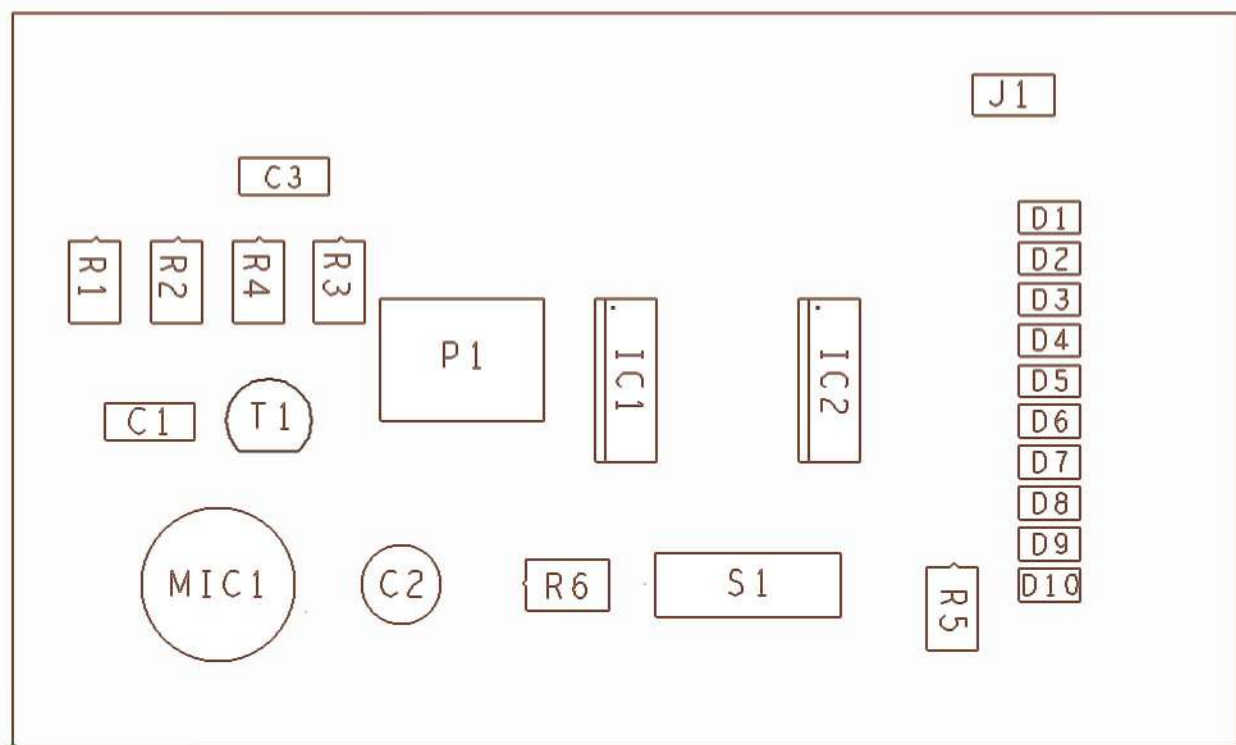 J1
C3
D1
D2
R1 R2 R4 R3
D3
D4
P1 IC1 IC2
D5
C1 T1
D6
D7
D8
D9
MIC1 C2 R6 S1 D10
R5